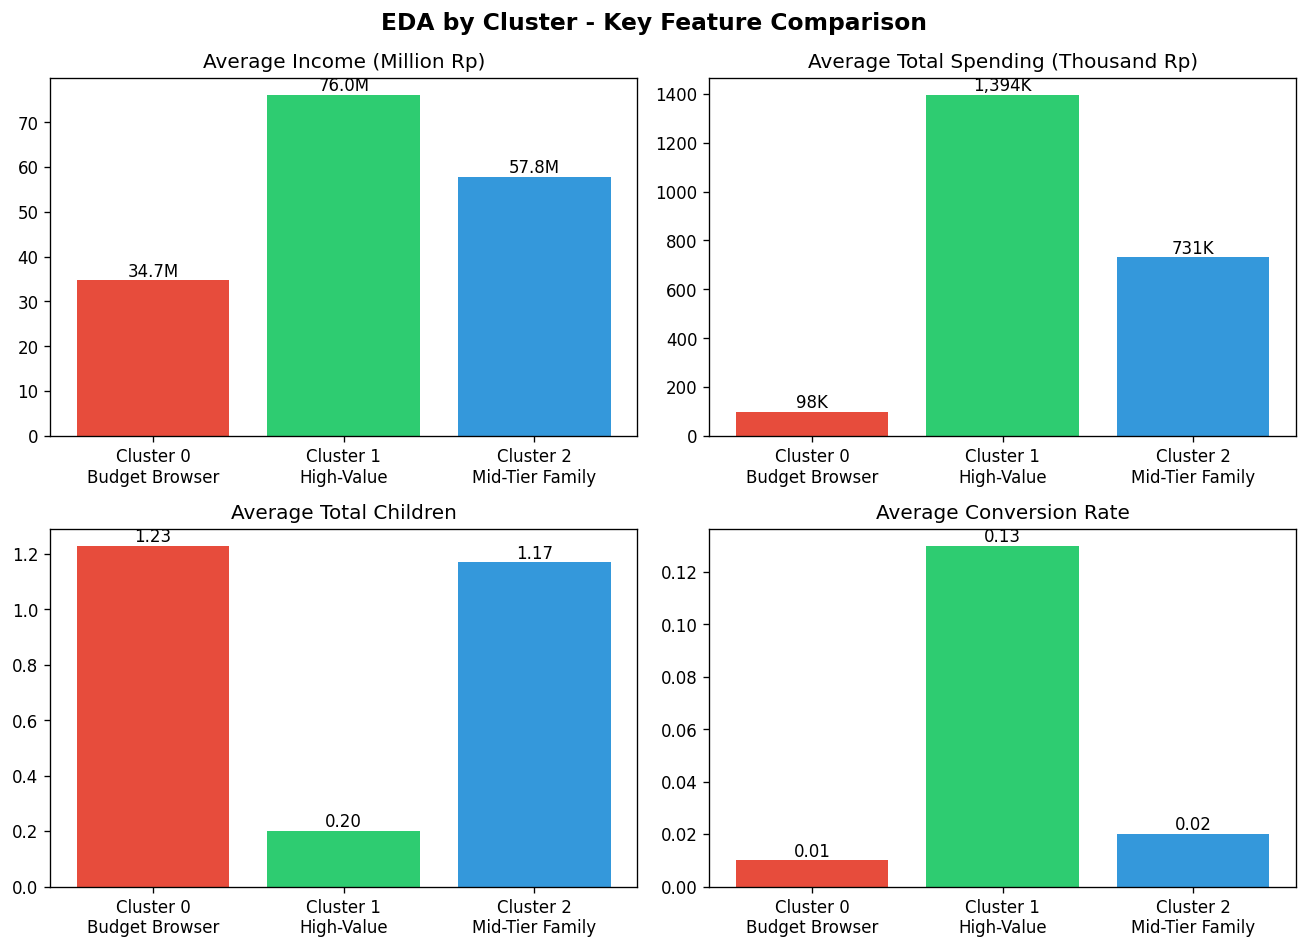 EDA by Cluster - Key Feature Comparison
Average Income (Million Rp)
70
60
50
40
30
20
10
0
34.7M
76.0M
57.8M
Cluster 0
Budget Browser
Cluster 1
High-Value
Cluster 2
Mid-Tier Family
Average Total Spending (Thousand Rp)
1400
1200
1000
800
600
400
200
0
98K
1,394K
731K
Cluster 0
Budget Browser
Cluster 1
High-Value
Cluster 2
Mid-Tier Family
Average Total Children
1.2
1.0
0.8
0.6
0.4
0.2
0.0
1.23
0.20
1.17
Cluster 0
Budget Browser
Cluster 1
High-Value
Cluster 2
Mid-Tier Family
Average Conversion Rate
0.12
0.10
0.08
0.06
0.04
0.02
0.00
0.01
0.13
0.02
Cluster 0
Budget Browser
Cluster 1
High-Value
Cluster 2
Mid-Tier Family